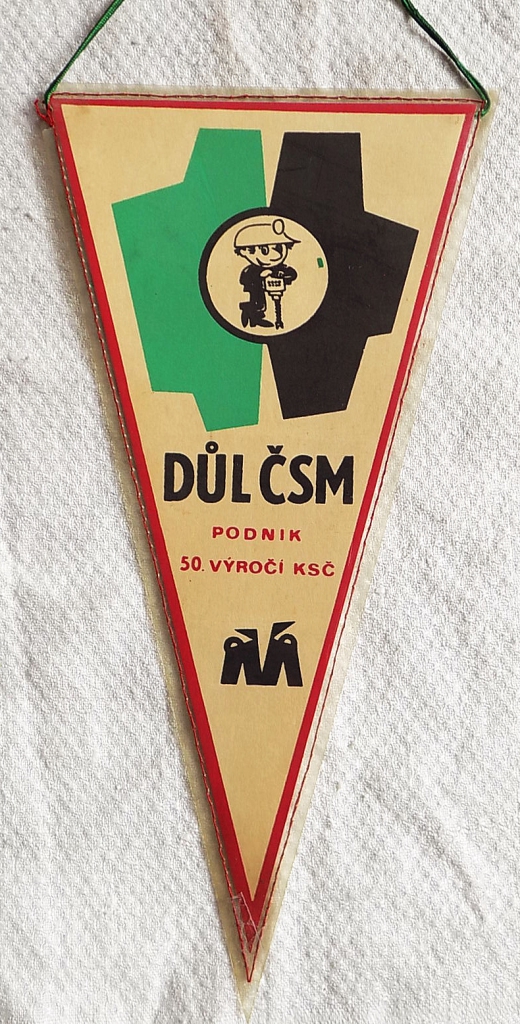 DŮL ČSM
PODNIK
50. VÝROČÍ KSČ